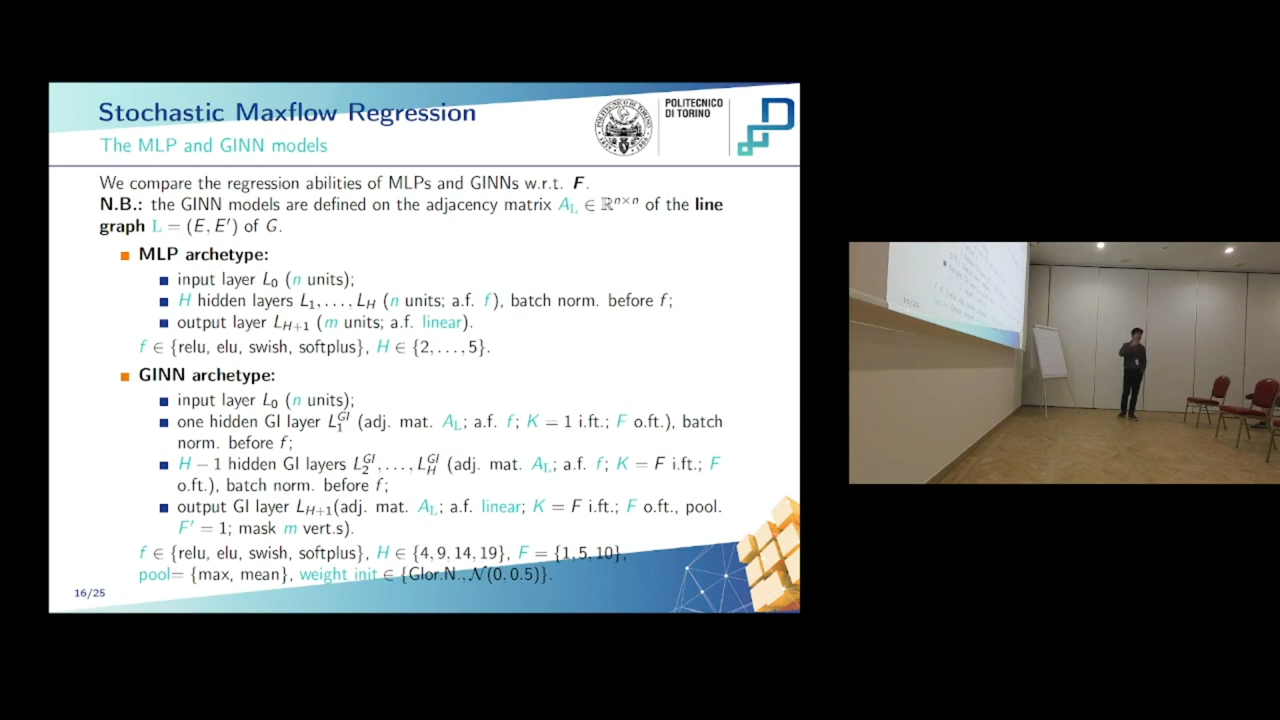 Stochastic Maxflow Regression
The MLP and GINN models
POLITECNICO
DI TORINO
We compare the regression abilities of MLPs and GINNs w.r.t. F.
N.B.: the GINN models are defined on the adjacency matrix A_L ∈ ℝ^{n×n} of the line
graph L = (E, E′) of G.
MLP archetype:
input layer L_0 (n units);
H hidden layers L_1, . . . , L_H (n units; a.f. f), batch norm. before f;
output layer L_{H+1} (m units; a.f. linear).
f ∈ {relu, elu, swish, softplus}, H ∈ {2, . . . , 5}.
GINN archetype:
input layer L_0 (n units);
one hidden GI layer L_1^{GI} (adj. mat. A_L; a.f. f; K = 1 i.ft.; F o.ft.), batch
norm. before f;
H − 1 hidden GI layers L_2^{GI}, . . . , L_H^{GI} (adj. mat. A_L; a.f. f; K = F i.ft.; F
o.ft.), batch norm. before f;
output GI layer L_{H+1}(adj. mat. A_L; a.f. linear; K = F i.ft.; F o.ft., pool.
F′ = 1; mask m vert.s).
f ∈ {relu, elu, swish, softplus}, H ∈ {4, 9, 14, 19}, F = {1, 5, 10},
pool= {max, mean}, weight init ∈ {Glor.N., 𝒩(0, 0.5)}.
16/25
16/25